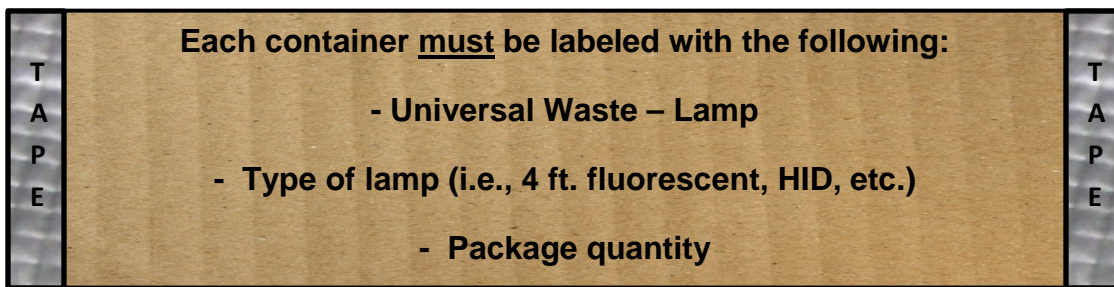 Each container must be labeled with the following:
- Universal Waste – Lamp
- Type of lamp (i.e., 4 ft. fluorescent, HID, etc.)
- Package quantity
T
A
P
E
T
A
P
E